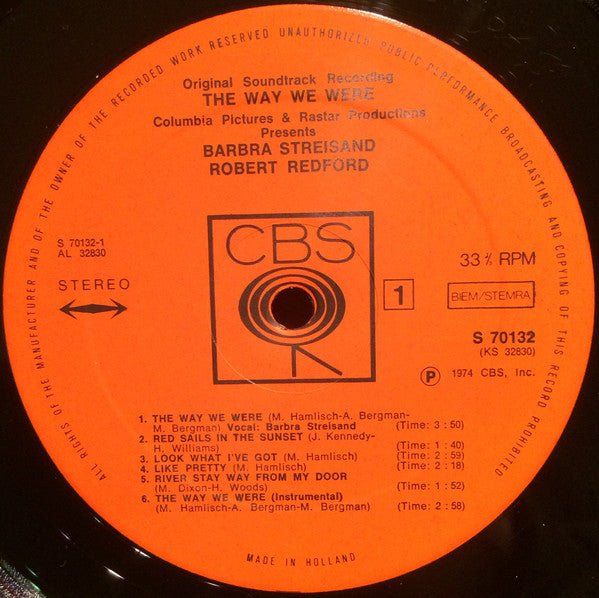 ALL RIGHTS OF THE MANUFACTURER AND OF THE OWNER OF THE RECORDED WORK RESERVED UNAUTHORIZED PUBLIC PERFORMANCE BROADCASTING AND COPYING OF THIS RECORD PROHIBITED
Original Soundtrack Recording
THE WAY WE WERE
Columbia Pictures & Rastar Productions
Presents
BARBRA STREISAND
ROBERT REDFORD
S 70132-1
AL 32830
STEREO
CBS
1
33⅓ RPM
BIEM/STEMRA
S 70132
(KS 32830)
Ⓟ 1974 CBS, Inc.
1. THE WAY WE WERE (M. Hamlisch-A. Bergman-
M. Bergman) Vocal: Barbra Streisand (Time: 3 : 50)
2. RED SAILS IN THE SUNSET (J. Kennedy-
H. Williams) (Time: 1 : 40)
3. LOOK WHAT I'VE GOT (M. Hamlisch) (Time: 2 : 59)
4. LIKE PRETTY (M. Hamlisch) (Time: 2 : 18)
5. RIVER STAY WAY FROM MY DOOR
(M. Dixon-H. Woods) (Time: 1 : 52)
6. THE WAY WE WERE (Instrumental)
(M. Hamlisch-A. Bergman-M. Bergman) (Time: 2 : 58)
MADE IN HOLLAND